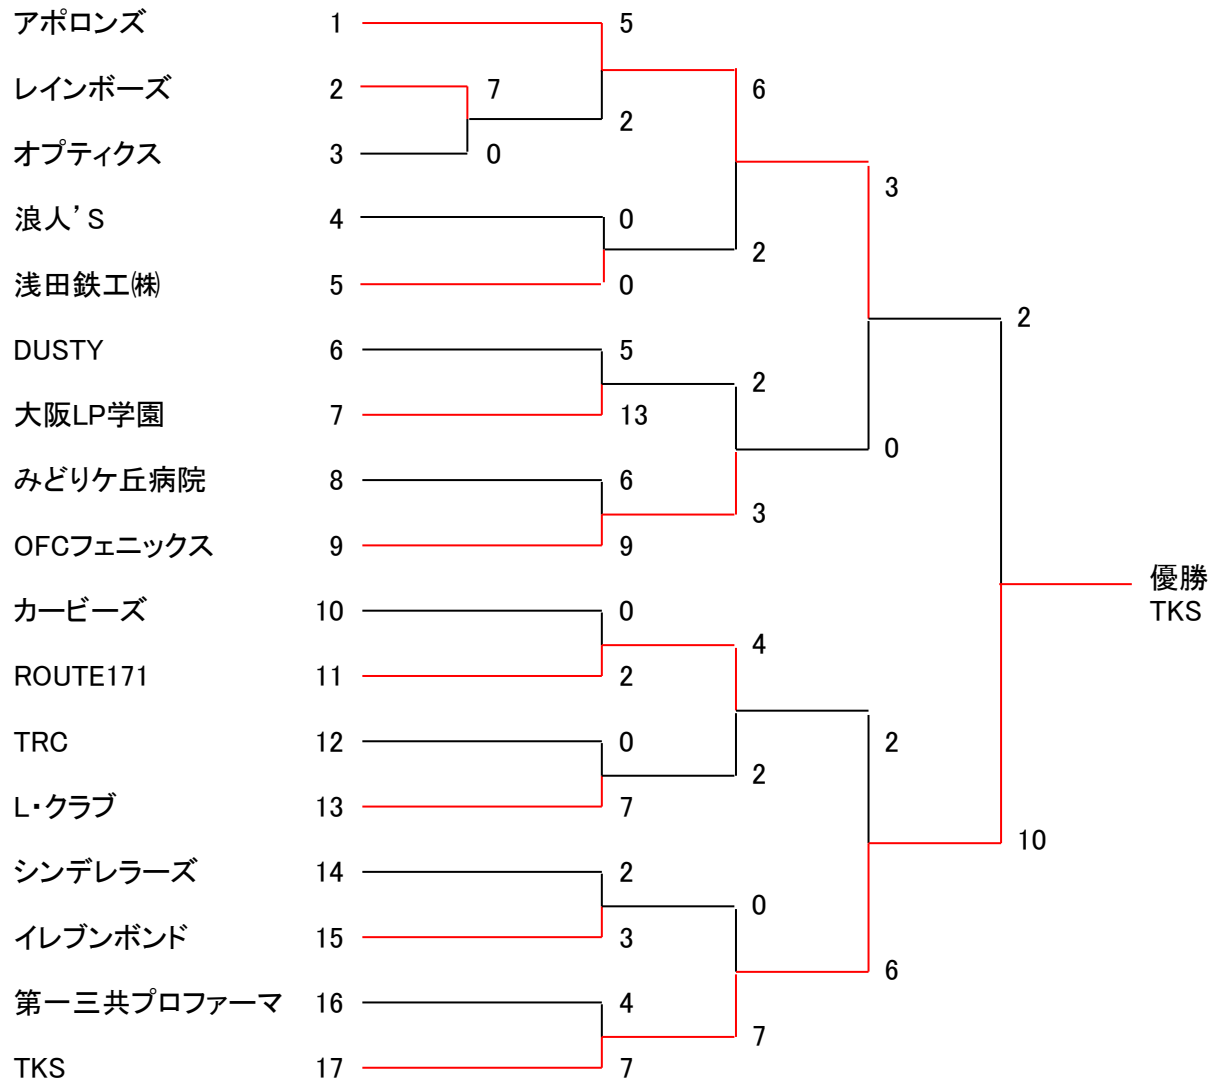 アポロンズ 1 5
レインボーズ 2 7 6
2
オプティクス 3 0
3
浪人’S 4 0
2
浅田鉄工㈱ 5 0
2
DUSTY 6 5
2
大阪LP学園 7 13
0
みどりケ丘病院 8 6
3
OFCフェニックス 9 9
優勝
TKS
カービーズ 10 0
4
ROUTE171 11 2
TRC 12 0 2
2
L・クラブ 13 7
10
シンデレラーズ 14 2
0
イレブンボンド 15 3
6
第一三共プロファーマ 16 4
7
TKS 17 7